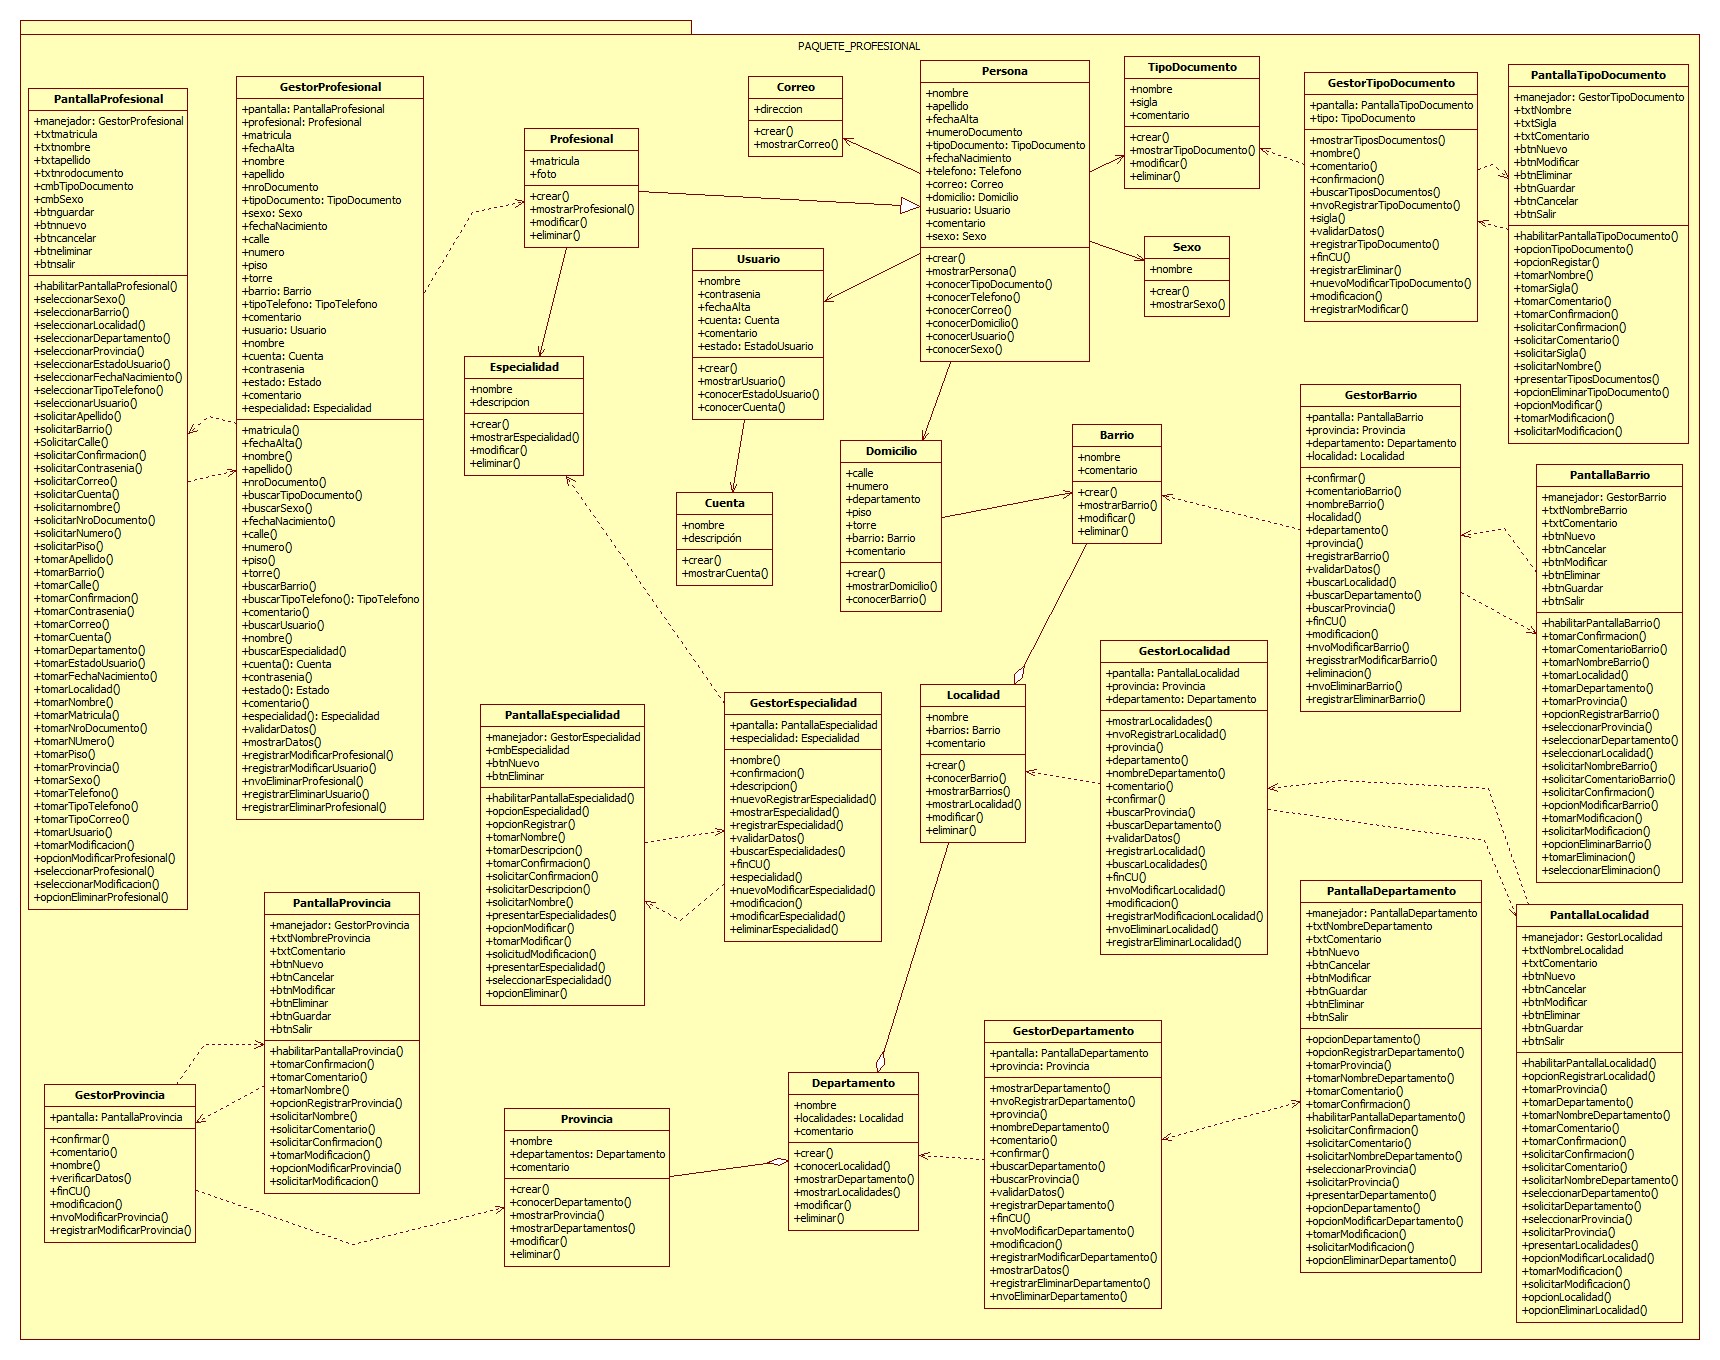 PAQUETE_PROFESIONAL
PantallaProfesional
+manejador: GestorProfesional
+txtmatricula
+txtnombre
+txtapellido
+txtnrodocumento
+cmbTipoDocumento
+cmbSexo
+btnguardar
+btnnuevo
+btncancelar
+btneliminar
+btnsalir
+habilitarPantallaProfesional()
+seleccionarSexo()
+seleccionarBarrio()
+seleccionarLocalidad()
+seleccionarDepartamento()
+seleccionarProvincia()
+seleccionarEstadoUsuario()
+seleccionarFechaNacimiento()
+seleccionarTipoTelefono()
+seleccionarUsuario()
+solicitarApellido()
+solicitarBarrio()
+SolicitarCalle()
+solicitarConfirmacion()
+solicitarContrasenia()
+solicitarCorreo()
+solicitarCuenta()
+solicitarnombre()
+solicitarNroDocumento()
+solicitarNumero()
+solicitarPiso()
+tomarApellido()
+tomarBarrio()
+tomarCalle()
+tomarConfirmacion()
+tomarContrasenia()
+tomarCorreo()
+tomarCuenta()
+tomarDepartamento()
+tomarEstadoUsuario()
+tomarFechaNacimiento()
+tomarLocalidad()
+tomarNombre()
+tomarMatricula()
+tomarNroDocumento()
+tomarNUmero()
+tomarPiso()
+tomarProvincia()
+tomarSexo()
+tomarTelefono()
+tomarTipoTelefono()
+tomarTipoCorreo()
+tomarUsuario()
+tomarModificacion()
+opcionModificarProfesional()
+seleccionarProfesional()
+seleccionarModificacion()
+opcionEliminarProfesional()
GestorProfesional
+pantalla: PantallaProfesional
+profesional: Profesional
+matricula
+fechaAlta
+nombre
+apellido
+nroDocumento
+tipoDocumento: TipoDocumento
+sexo: Sexo
+fechaNacimiento
+calle
+numero
+piso
+torre
+barrio: Barrio
+tipoTelefono: TipoTelefono
+comentario
+usuario: Usuario
+nombre
+cuenta: Cuenta
+contrasenia
+estado: Estado
+comentario
+especialidad: Especialidad
+matricula()
+fechaAlta()
+nombre()
+apellido()
+nroDocumento()
+buscarTipoDocumento()
+buscarSexo()
+fechaNacimiento()
+calle()
+numero()
+piso()
+torre()
+buscarBarrio()
+buscarTipoTelefono(): TipoTelefono
+comentario()
+buscarUsuario()
+nombre()
+buscarEspecialidad()
+cuenta(): Cuenta
+contrasenia()
+estado(): Estado
+comentario()
+especialidad(): Especialidad
+validarDatos()
+mostrarDatos()
+registrarModificarProfesional()
+registrarModificarUsuario()
+nvoEliminarProfesional()
+registrarEliminarUsuario()
+registrarEliminarProfesional()
Profesional
+matricula
+foto
+crear()
+mostrarProfesional()
+modificar()
+eliminar()
Correo
+direccion
+crear()
+mostrarCorreo()
Persona
+nombre
+apellido
+fechaAlta
+numeroDocumento
+tipoDocumento: TipoDocumento
+fechaNacimiento
+telefono: Telefono
+correo: Correo
+domicilio: Domicilio
+usuario: Usuario
+comentario
+sexo: Sexo
+crear()
+mostrarPersona()
+conocerTipoDocumento()
+conocerTelefono()
+conocerCorreo()
+conocerDomicilio()
+conocerUsuario()
+conocerSexo()
TipoDocumento
+nombre
+sigla
+comentario
+crear()
+mostrarTipoDocumento()
+modificar()
+eliminar()
GestorTipoDocumento
+pantalla: PantallaTipoDocumento
+tipo: TipoDocumento
+mostrarTiposDocumentos()
+nombre()
+comentario()
+confirmacion()
+buscarTiposDocumentos()
+nvoRegistrarTipoDocumento()
+sigla()
+validarDatos()
+registrarTipoDocumento()
+finCU()
+registrarEliminar()
+nuevoModificarTipoDocumento()
+modificacion()
+registrarModificar()
PantallaTipoDocumento
+manejador: GestorTipoDocumento
+txtNombre
+txtSigla
+txtComentario
+btnNuevo
+btnModificar
+btnEliminar
+btnGuardar
+btnCancelar
+btnSalir
+habilitarPantallaTipoDocumento()
+opcionTipoDocumento()
+opcionRegistar()
+tomarNombre()
+tomarSigla()
+tomarComentario()
+tomarConfirmacion()
+solicitarConfirmacion()
+solicitarComentario()
+solicitarSigla()
+solicitarNombre()
+presentarTiposDocumentos()
+opcionEliminarTipoDocumento()
+opcionModificar()
+tomarModificacion()
+solicitarModificacion()
Sexo
+nombre
+crear()
+mostrarSexo()
Usuario
+nombre
+contrasenia
+fechaAlta
+cuenta: Cuenta
+comentario
+estado: EstadoUsuario
+crear()
+mostrarUsuario()
+conocerEstadoUsuario()
+conocerCuenta()
Especialidad
+nombre
+descripcion
+crear()
+mostrarEspecialidad()
+modificar()
+eliminar()
Cuenta
+nombre
+descripción
+crear()
+mostrarCuenta()
Domicilio
+calle
+numero
+departamento
+piso
+torre
+barrio: Barrio
+comentario
+crear()
+mostrarDomicilio()
+conocerBarrio()
Barrio
+nombre
+comentario
+crear()
+mostrarBarrio()
+modificar()
+eliminar()
GestorBarrio
+pantalla: PantallaBarrio
+provincia: Provincia
+departamento: Departamento
+localidad: Localidad
+confirmar()
+comentarioBarrio()
+nombreBarrio()
+localidad()
+departamento()
+provincia()
+registrarBarrio()
+validarDatos()
+buscarLocalidad()
+buscarDepartamento()
+buscarProvincia()
+finCU()
+modificacion()
+nvoModificarBarrio()
+regisstrarModificarBarrio()
+eliminacion()
+nvoEliminarBarrio()
+registrarEliminarBarrio()
PantallaBarrio
+manejador: GestorBarrio
+txtNombreBarrio
+txtComentario
+btnNuevo
+btnCancelar
+btnModificar
+btnEliminar
+btnGuardar
+btnSalir
+habilitarPantallaBarrio()
+tomarConfirmacion()
+tomarComentarioBarrio()
+tomarNombreBarrio()
+tomarLocalidad()
+tomarDepartamento()
+tomarProvincia()
+opcionRegistrarBarrio()
+seleccionarProvincia()
+seleccionarDepartamento()
+seleccionarLocalidad()
+solicitarNombreBarrio()
+solicitarComentarioBarrio()
+solicitarConfirmacion()
+opcionModificarBarrio()
+tomarModificacion()
+solicitarModificacion()
+opcionEliminarBarrio()
+tomarEliminacion()
+seleccionarEliminacion()
PantallaEspecialidad
+manejador: GestorEspecialidad
+cmbEspecialidad
+btnNuevo
+btnEliminar
+habilitarPantallaEspecialidad()
+opcionEspecialidad()
+opcionRegistrar()
+tomarNombre()
+tomarDescripcion()
+tomarConfirmacion()
+solicitarConfirmacion()
+solicitarDescripcion()
+solicitarNombre()
+presentarEspecialidades()
+opcionModificar()
+tomarModificar()
+solicitudModificacion()
+presentarEspecialidad()
+seleccionarEspecialidad()
+opcionEliminar()
GestorEspecialidad
+pantalla: PantallaEspecialidad
+especialidad: Especialidad
+nombre()
+confirmacion()
+descripcion()
+nuevoRegistrarEspecialidad()
+mostrarEspecialidad()
+registrarEspecialidad()
+validarDatos()
+buscarEspecialidades()
+finCU()
+especialidad()
+nuevoModificarEspecialidad()
+modificacion()
+modificarEspecialidad()
+eliminarEspecialidad()
Localidad
+nombre
+barrios: Barrio
+comentario
+crear()
+conocerBarrio()
+mostrarBarrios()
+mostrarLocalidad()
+modificar()
+eliminar()
GestorLocalidad
+pantalla: PantallaLocalidad
+provincia: Provincia
+departamento: Departamento
+mostrarLocalidades()
+nvoRegistrarLocalidad()
+provincia()
+departamento()
+nombreDepartamento()
+comentario()
+confirmar()
+buscarProvincia()
+buscarDepartamento()
+validarDatos()
+registrarLocalidad()
+buscarLocalidades()
+finCU()
+nvoModificarLocalidad()
+modificacion()
+registrarModificacionLocalidad()
+nvoEliminarLocalidad()
+registrarEliminarLocalidad()
PantallaDepartamento
+manejador: PantallaDepartamento
+txtNombreDepartamento
+txtComentario
+btnNuevo
+btnCancelar
+btnModificar
+btnGuardar
+btnEliminar
+btnSalir
+opcionDepartamento()
+opcionRegistrarDepartamento()
+tomarProvincia()
+tomarNombreDepartamento()
+tomarComentario()
+tomarConfirmacion()
+habilitarPantallaDepartamento()
+solicitarConfirmacion()
+solicitarComentario()
+solicitarNombreDepartamento()
+seleccionarProvincia()
+solicitarProvincia()
+presentarDepartamento()
+opcionDepartamento()
+opcionModificarDepartamento()
+tomarModificacion()
+solicitarModificacion()
+opcionEliminarDepartamento()
PantallaLocalidad
+manejador: GestorLocalidad
+txtNombreLocalidad
+txtComentario
+btnNuevo
+btnCancelar
+btnModificar
+btnEliminar
+btnGuardar
+btnSalir
+habilitarPantallaLocalidad()
+opcionRegistrarLocalidad()
+tomarProvincia()
+tomarDepartamento()
+tomarNombreDepartamento()
+tomarComentario()
+tomarConfirmacion()
+solicitarConfirmacion()
+solicitarComentario()
+solicitarNombreDepartamento()
+seleccionarDepartamento()
+solicitarDepartamento()
+seleccionarProvincia()
+solicitarProvincia()
+presentarLocalidades()
+opcionModificarLocalidad()
+tomarModificacion()
+solicitarModificacion()
+opcionLocalidad()
+opcionEliminarLocalidad()
PantallaProvincia
+manejador: GestorProvincia
+txtNombreProvincia
+txtComentario
+btnNuevo
+btnCancelar
+btnModificar
+btnEliminar
+btnGuardar
+btnSalir
+habilitarPantallaProvincia()
+tomarConfirmacion()
+tomarComentario()
+tomarNombre()
+opcionRegistrarProvincia()
+solicitarNombre()
+solicitarComentario()
+solicitarConfirmacion()
+tomarModificacion()
+opcionModificarProvincia()
+solicitarModificacion()
GestorProvincia
+pantalla: PantallaProvincia
+confirmar()
+comentario()
+nombre()
+verificarDatos()
+finCU()
+modificacion()
+nvoModificarProvincia()
+registrarModificarProvincia()
Provincia
+nombre
+departamentos: Departamento
+comentario
+crear()
+conocerDepartamento()
+mostrarProvincia()
+mostrarDepartamentos()
+modificar()
+eliminar()
Departamento
+nombre
+localidades: Localidad
+comentario
+crear()
+conocerLocalidad()
+mostrarDepartamento()
+mostrarLocalidades()
+modificar()
+eliminar()
GestorDepartamento
+pantalla: PantallaDepartamento
+provincia: Provincia
+mostrarDepartamento()
+nvoRegistrarDepartamento()
+provincia()
+nombreDepartamento()
+comentario()
+confirmar()
+buscarDepartamento()
+buscarProvincia()
+validarDatos()
+registrarDepartamento()
+finCU()
+nvoModificarDepartamento()
+modificacion()
+registrarModificarDepartamento()
+mostrarDatos()
+registrarEliminarDepartamento()
+nvoEliminarDepartamento()